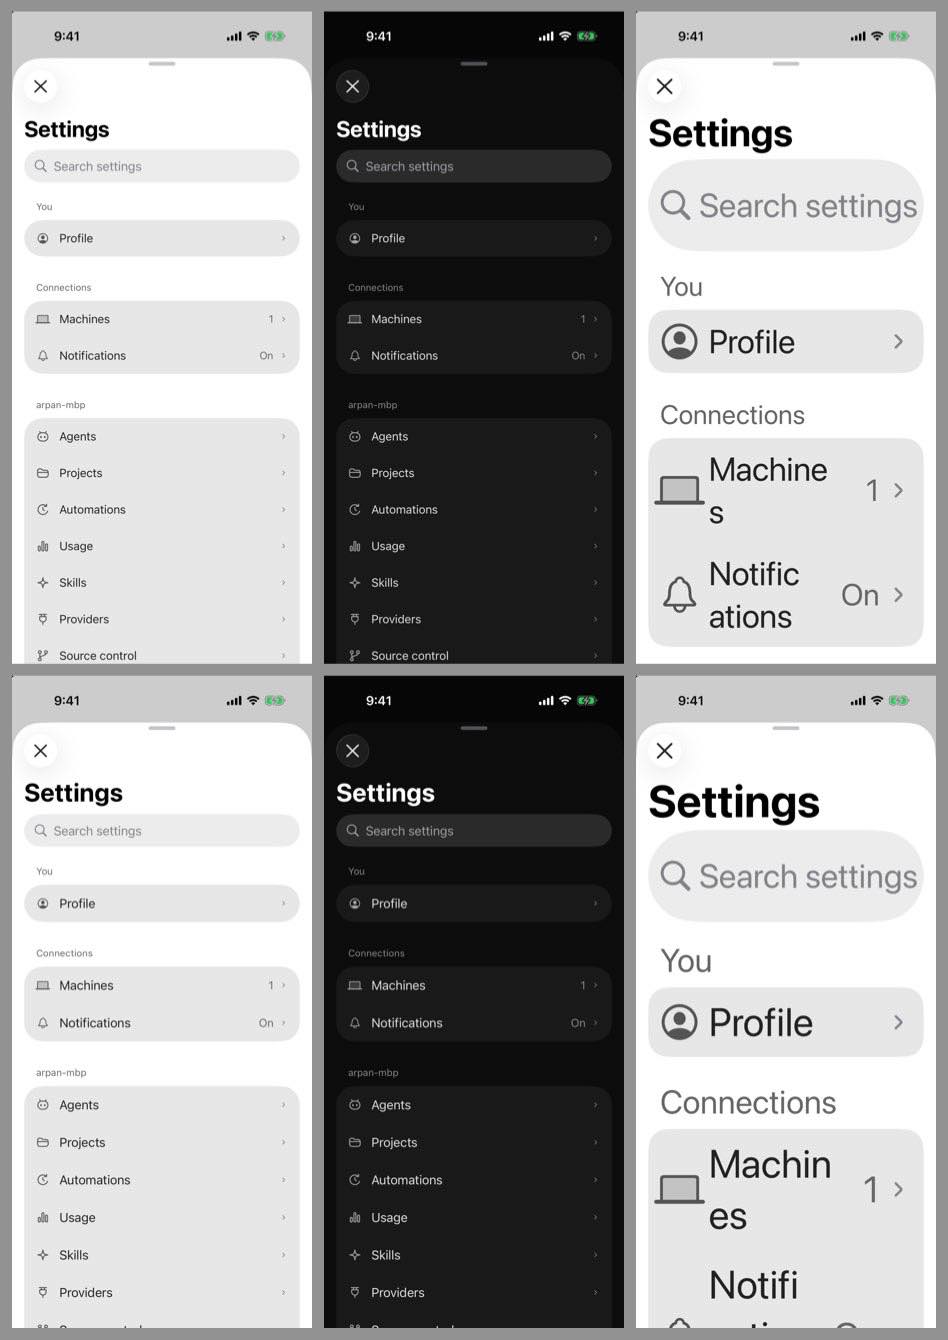 9:41
Settings
Search settings
You
Profile
Connections
Machines 1
Notifications On
arpan-mbp
Agents
Projects
Automations
Usage
Skills
Providers
Source control
9:41
Settings
Search settings
You
Profile
Connections
Machines 1
Notifications On
arpan-mbp
Agents
Projects
Automations
Usage
Skills
Providers
Source control
9:41
Settings
Search settings
You
Profile
Connections
Machine
s
1
Notific
ations
On
9:41
Settings
Search settings
You
Profile
Connections
Machines 1
Notifications On
arpan-mbp
Agents
Projects
Automations
Usage
Skills
Providers
9:41
Settings
Search settings
You
Profile
Connections
Machines 1
Notifications On
arpan-mbp
Agents
Projects
Automations
Usage
Skills
Providers
9:41
Settings
Search settings
You
Profile
Connections
Machin
es
1
Notifi